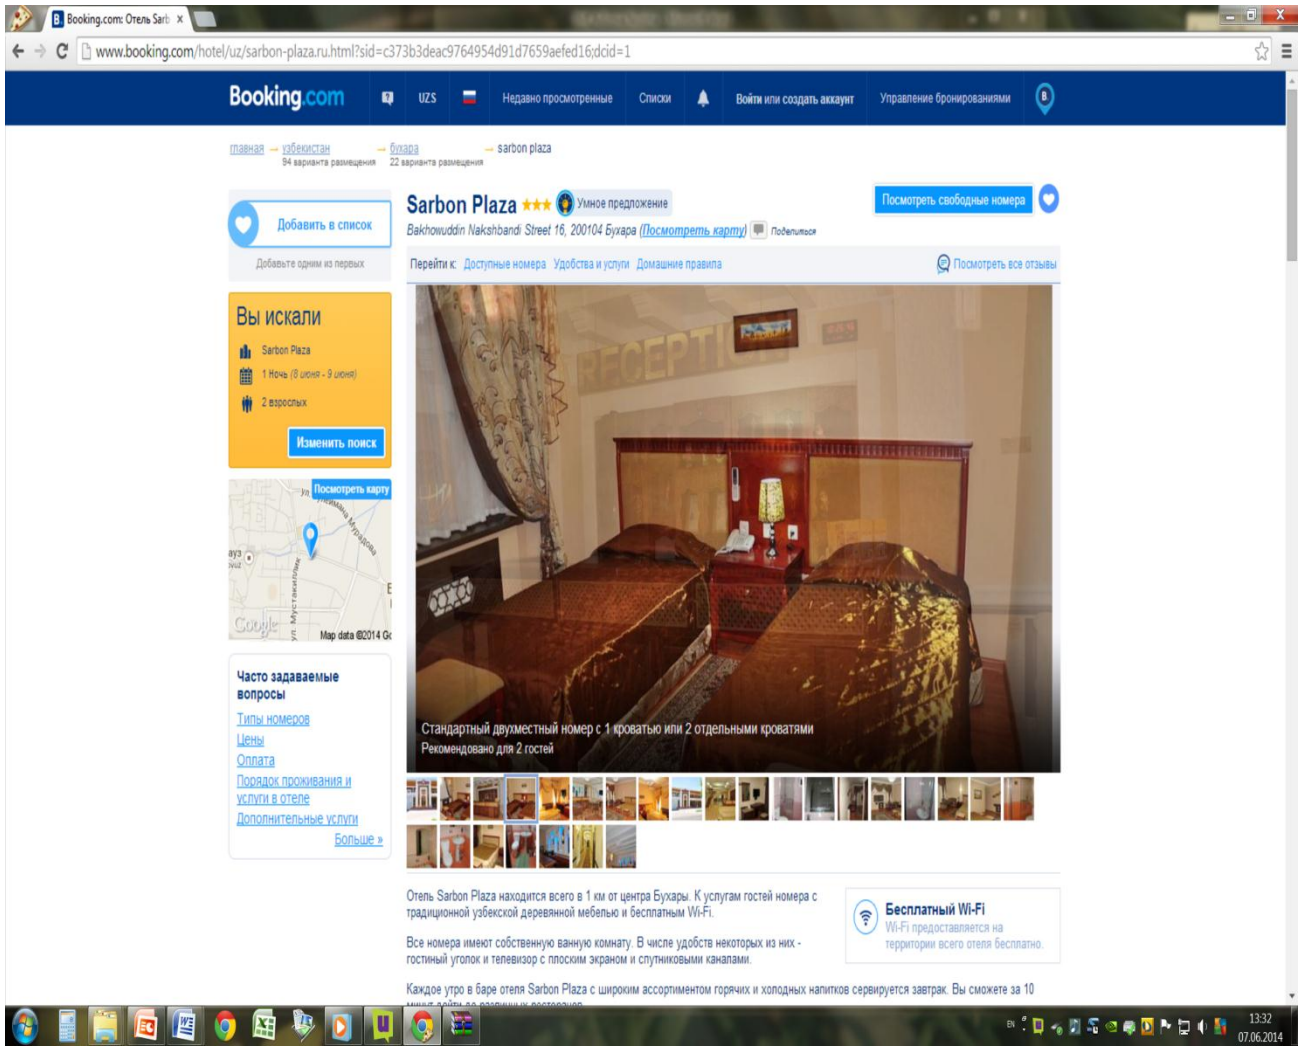 Booking.com: Отель Sarb
www.booking.com/hotel/uz/sarbon-plaza.ru.html?sid=c373b3deac9764954d91d7659aefed16;dcid=1
Booking.com
UZS
Недавно просмотренные
Списки
Войти или создать аккаунт
Управление бронированиями
главная → узбекистан → бухара → sarbon plaza
94 варианта размещения
22 варианта размещения
Добавить в список
Добавьте одним из первых
Вы искали
Sarbon Plaza
1 Ночь (8 июня - 9 июня)
2 взрослых
Изменить поиск
Посмотреть карту
ул. Мустакиллик
Google
Map data ©2014 Go
Часто задаваемые
вопросы
Типы номеров
Цены
Оплата
Порядок проживания и
услуги в отеле
Дополнительные услуги
Больше »
Sarbon Plaza
Умное предложение
Посмотреть свободные номера
Bakhowuddin Nakshbandi Street 16, 200104 Бухара (Посмотреть карту)
Поделиться
Перейти к: Доступные номера Удобства и услуги Домашние правила
Посмотреть все отзывы
RECEPTION
Стандартный двухместный номер с 1 кроватью или 2 отдельными кроватями
Рекомендовано для 2 гостей
Отель Sarbon Plaza находится всего в 1 км от центра Бухары. К услугам гостей номера с
традиционной узбекской деревянной мебелью и бесплатным Wi-Fi.
Все номера имеют собственную ванную комнату. В числе удобств некоторых из них -
гостиный уголок и телевизор с плоским экраном и спутниковыми каналами.
Каждое утро в баре отеля Sarbon Plaza с широким ассортиментом горячих и холодных напитков сервируется завтрак. Вы сможете за 10
минут дойти до различных ресторанов
Бесплатный Wi-Fi
Wi-Fi предоставляется на
территории всего отеля бесплатно.
EN
13:32
07.06.2014